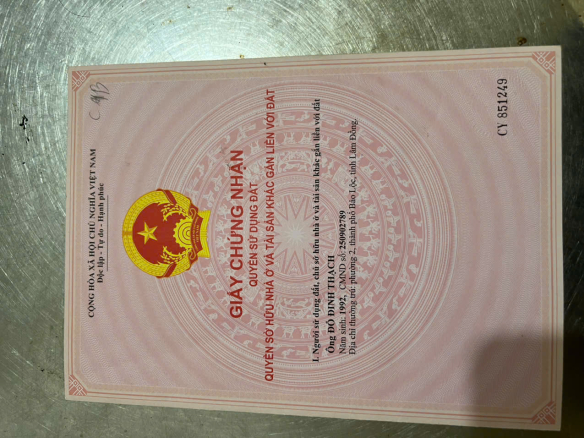 CỘNG HÒA XÃ HỘI CHỦ NGHĨA VIỆT NAM
Độc lập - Tự do - Hạnh phúc
GIẤY CHỨNG NHẬN
QUYỀN SỬ DỤNG ĐẤT
QUYỀN SỞ HỮU NHÀ Ở VÀ TÀI SẢN KHÁC GẮN LIỀN VỚI ĐẤT
I. Người sử dụng đất, chủ sở hữu nhà ở và tài sản khác gắn liền với đất
Ông ĐỖ ĐÌNH THẠCH
Năm sinh: 1992, CMND số: 250902789
Địa chỉ thường trú: phường 2, thành phố Bảo Lộc, tỉnh Lâm Đồng.
CY 851249